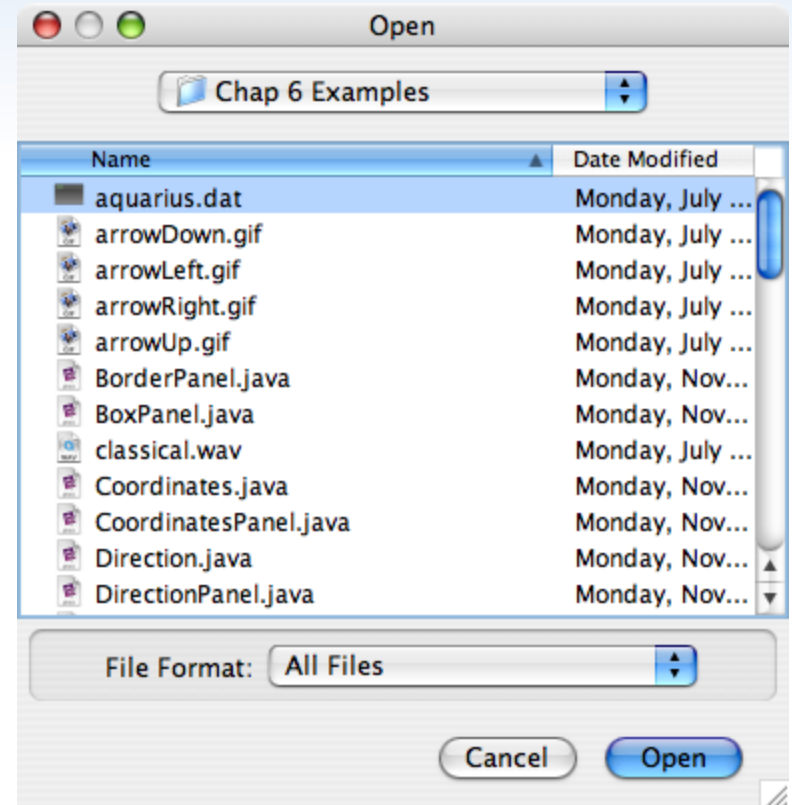 Open
Chap 6 Examples
Name Date Modified
aquarius.dat Monday, July ...
arrowDown.gif Monday, July ...
arrowLeft.gif Monday, July ...
arrowRight.gif Monday, July ...
arrowUp.gif Monday, July ...
BorderPanel.java Monday, Nov...
BoxPanel.java Monday, Nov...
classical.wav Monday, July ...
Coordinates.java Monday, Nov...
CoordinatesPanel.java Monday, Nov...
Direction.java Monday, Nov...
DirectionPanel.java Monday, Nov...
File Format: All Files
Cancel Open